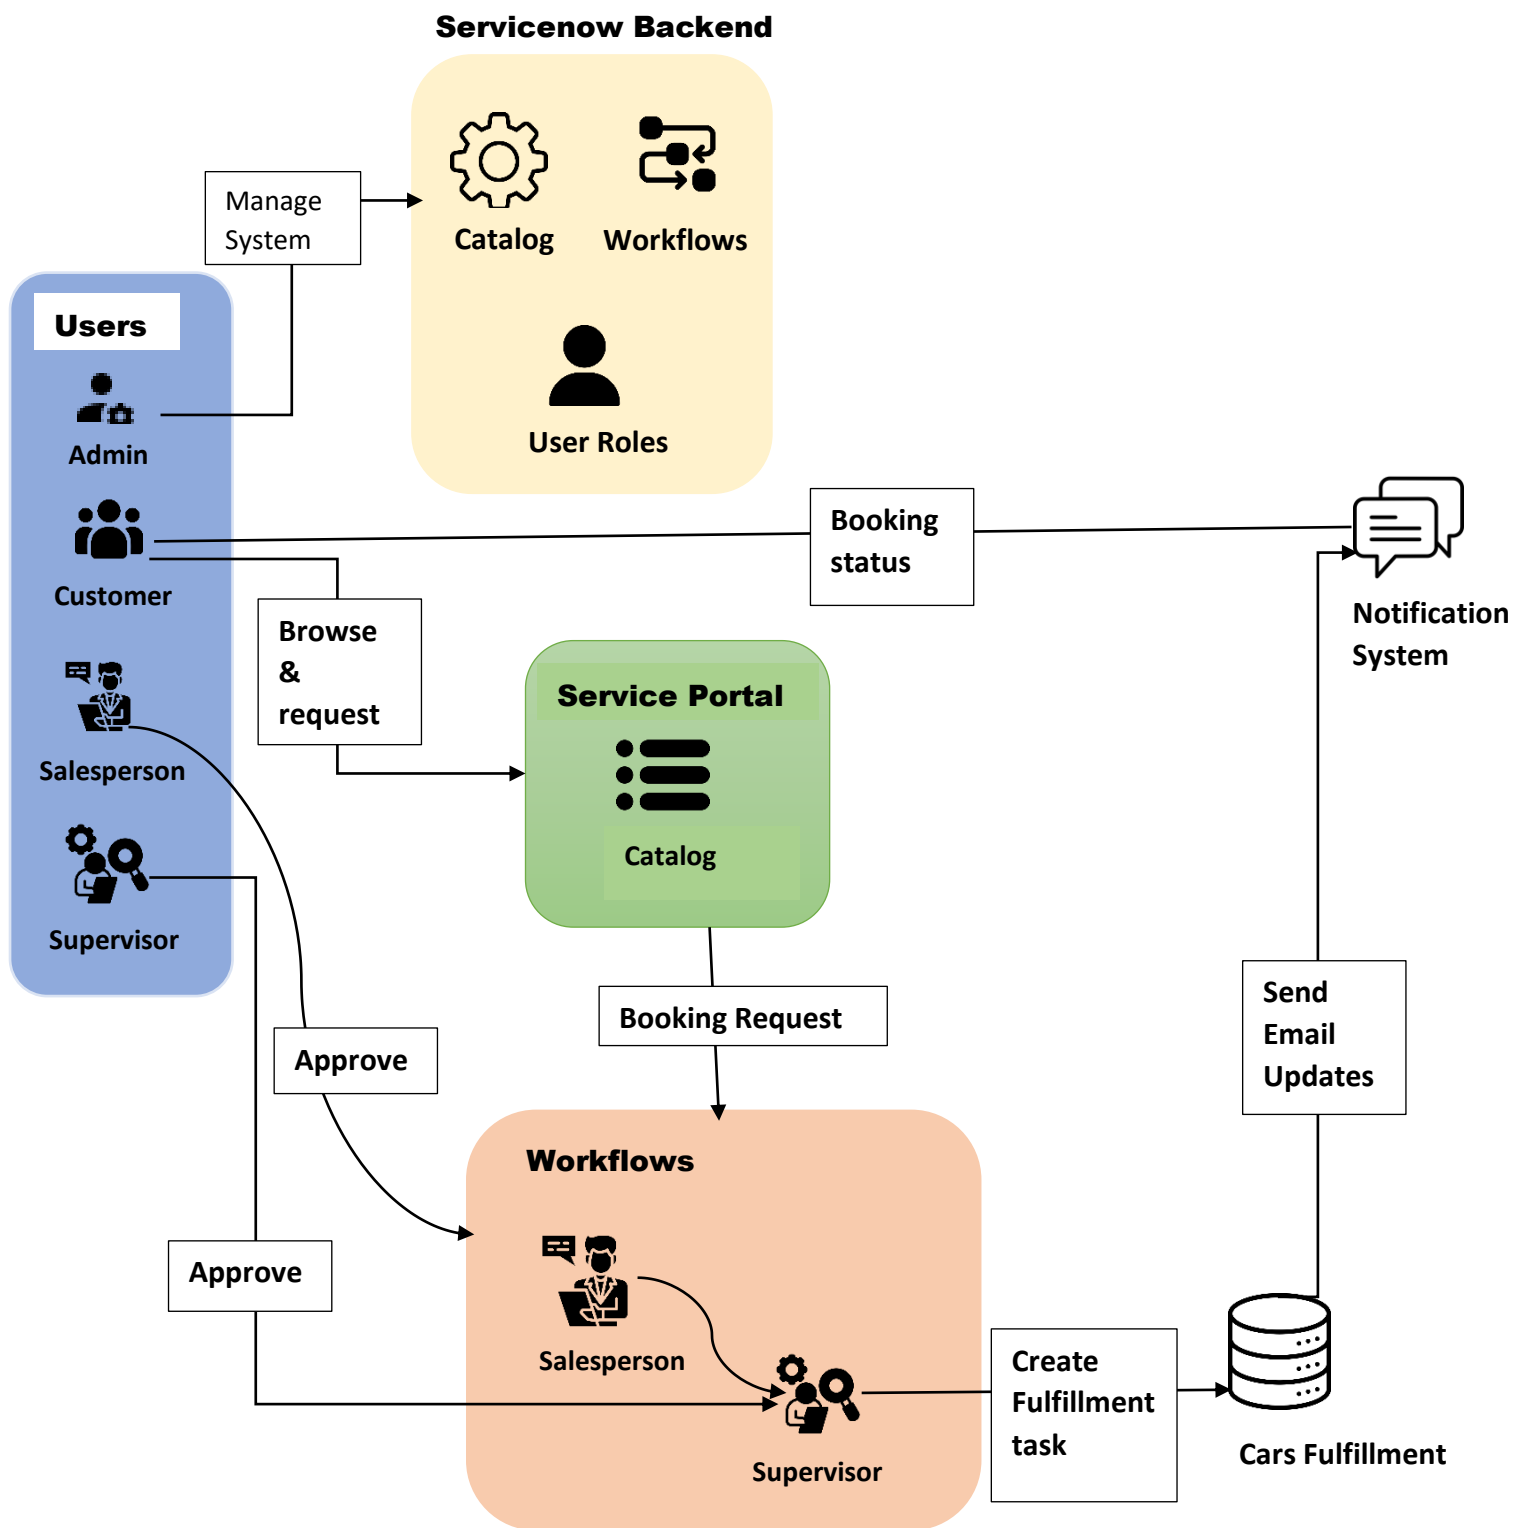 Servicenow Backend
Manage
System
Catalog
Workflows
User Roles
Users
Admin
Customer
Salesperson
Supervisor
Booking
status
Browse
&
request
Notification
System
Service Portal
Catalog
Booking Request
Approve
Send
Email
Updates
Workflows
Approve
Salesperson
Supervisor
Create
Fulfillment
task
Cars Fulfillment